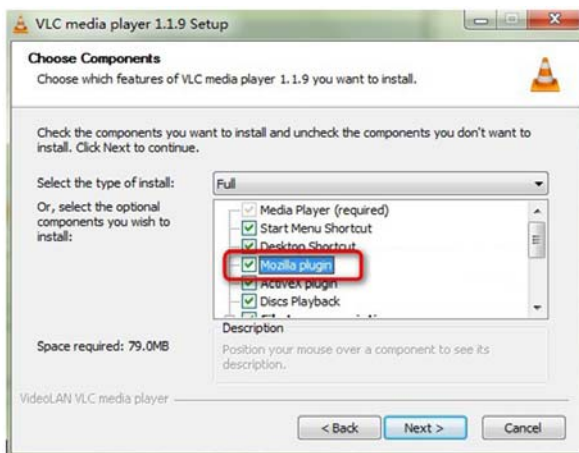 VLC media player 1.1.9 Setup
Choose Components
Choose which features of VLC media player 1.1.9 you want to install.
Check the components you want to install and uncheck the components you don't want to
install. Click Next to continue.
Select the type of install:
Full
Or, select the optional
components you wish to
install:
Media Player (required)
Start Menu Shortcut
Desktop Shortcut
Mozilla plugin
ActiveX plugin
Discs Playback
Space required: 79.0MB
Description
Position your mouse over a component to see its
description.
VideoLAN VLC media player
< Back
Next >
Cancel